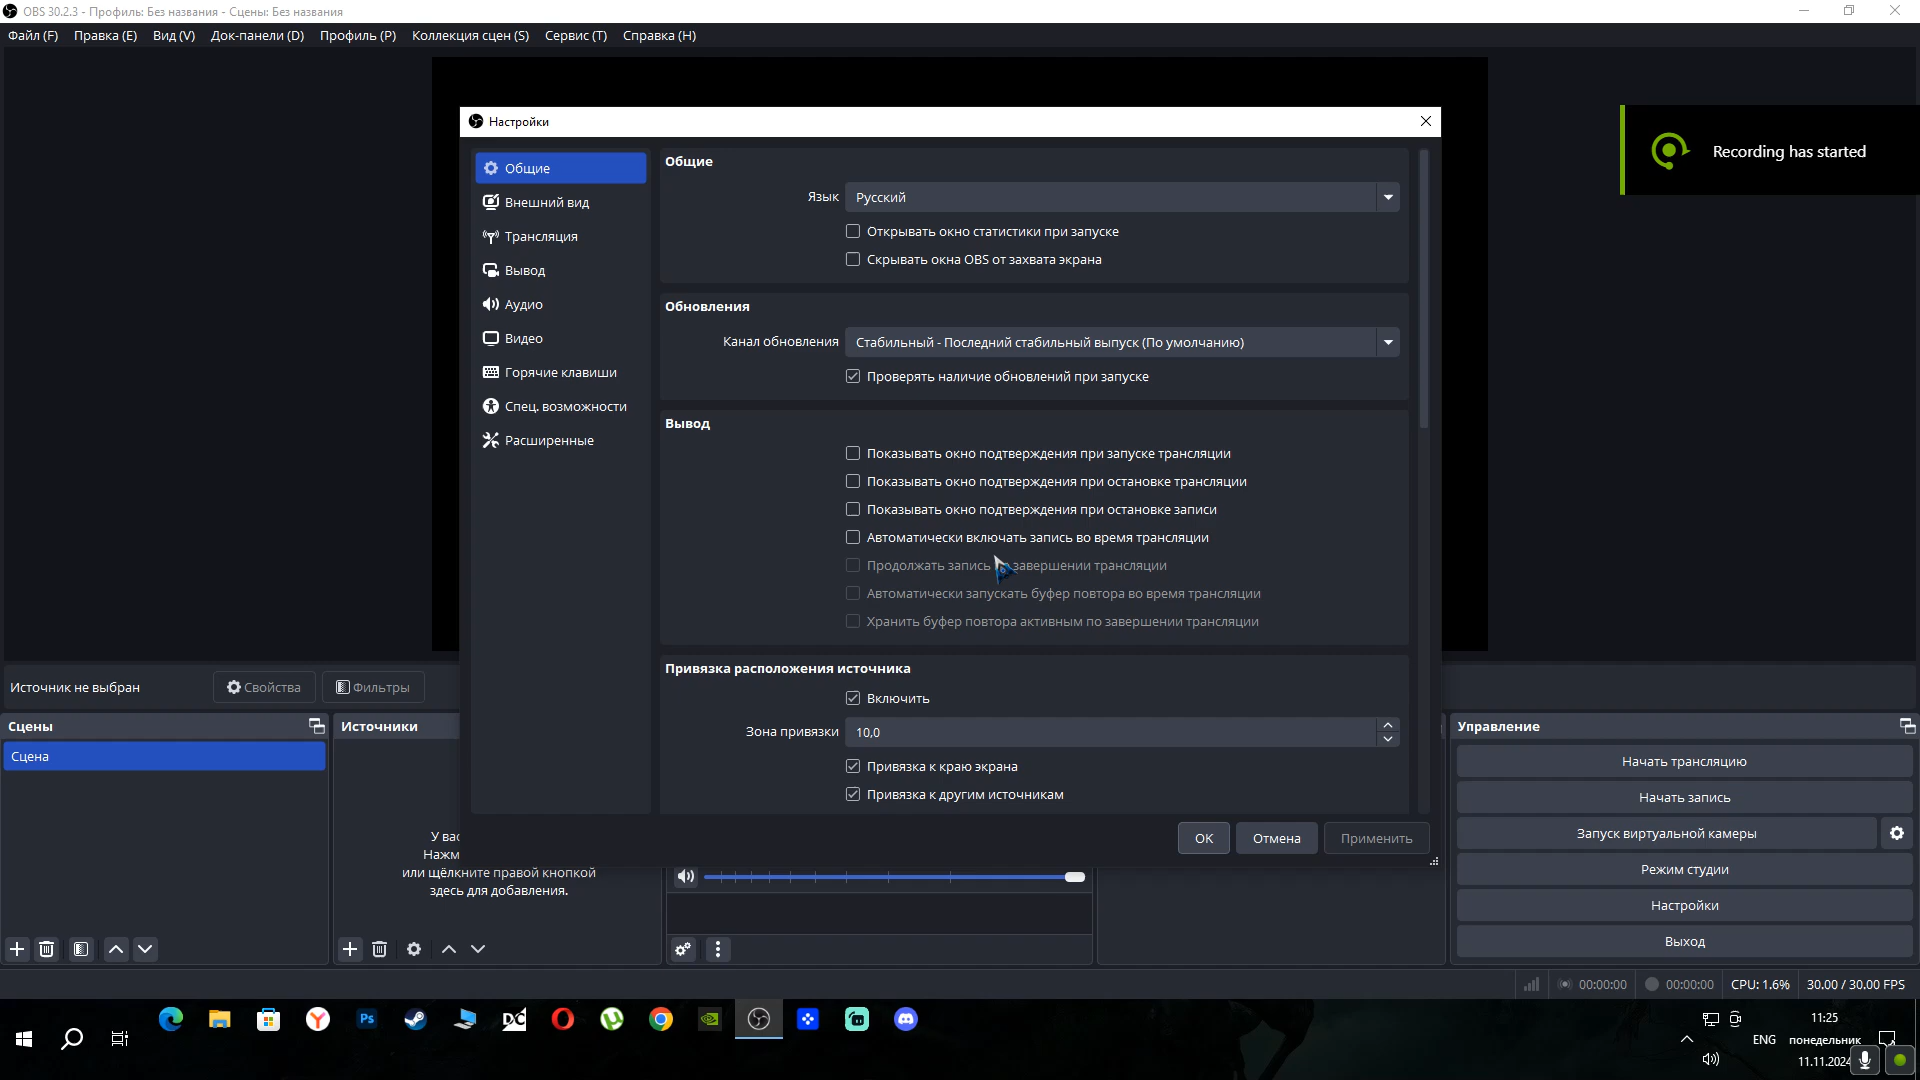 OBS 30.2.3 - Профиль: Без названия - Сцены: Без названия
Файл (F) Правка (E) Вид (V) Док-панели (D) Профиль (P) Коллекция сцен (S) Сервис (T) Справка (H)
Настройки
Recording has started
Общие
Внешний вид
Трансляция
Вывод
Аудио
Видео
Горячие клавиши
Спец. возможности
Расширенные
Общие
Язык Русский
Открывать окно статистики при запуске
Скрывать окна OBS от захвата экрана
Обновления
Канал обновления Стабильный - Последний стабильный выпуск (По умолчанию)
Проверять наличие обновлений при запуске
Вывод
Показывать окно подтверждения при запуске трансляции
Показывать окно подтверждения при остановке трансляции
Показывать окно подтверждения при остановке записи
Автоматически включать запись во время трансляции
Продолжать запись завершении трансляции
Автоматически запускать буфер повтора во время трансляции
Хранить буфер повтора активным по завершении трансляции
Привязка расположения источника
Включить
Зона привязки 10,0
Привязка к краю экрана
Привязка к другим источникам
OK Отмена Применить
Источник не выбран Свойства Фильтры
Сцены
Сцена
Источники
У вас
Нажм
или щёлкните правой кнопкой
здесь для добавления.
Управление
Начать трансляцию
Начать запись
Запуск виртуальной камеры
Режим студии
Настройки
Выход
00:00:00 00:00:00 CPU: 1.6% 30.00 / 30.00 FPS
Ps DC
11:25
ENG понедельник
11.11.2024